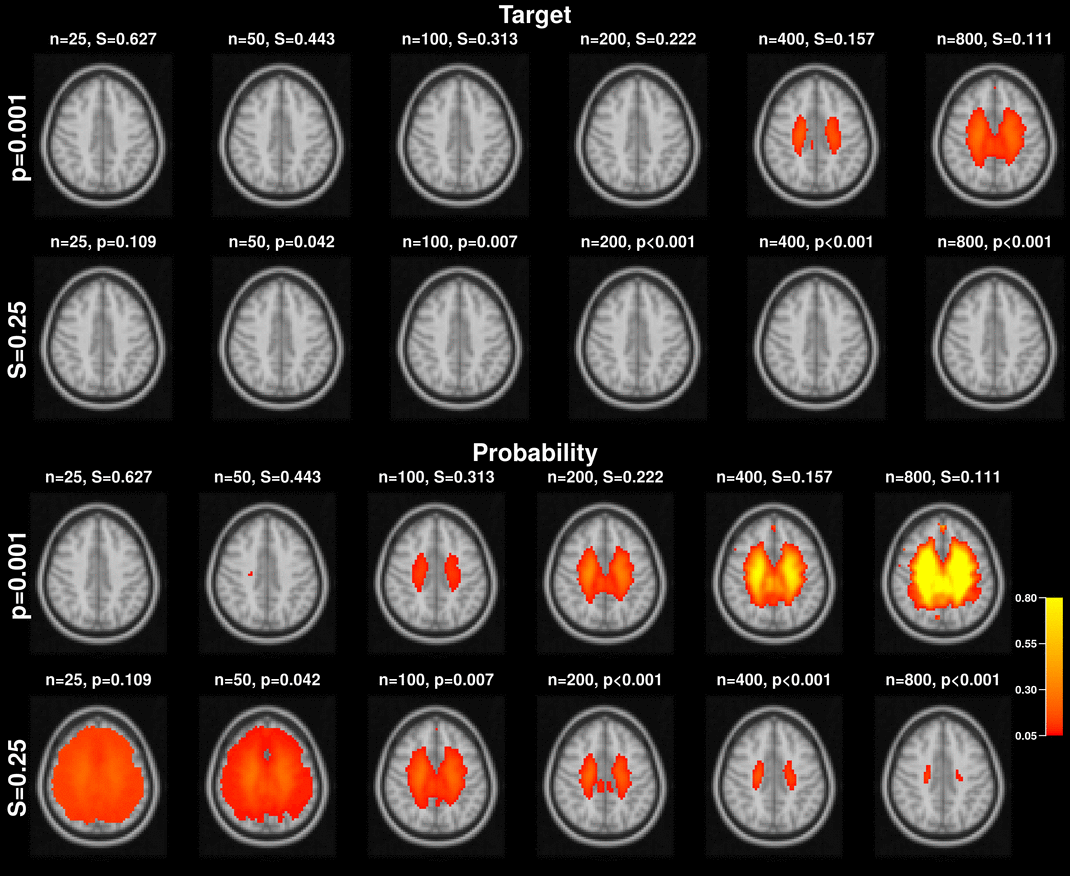 Target
n=25, S=0.627 n=50, S=0.443 n=100, S=0.313 n=200, S=0.222 n=400, S=0.157 n=800, S=0.111
p=0.001
n=25, p=0.109 n=50, p=0.042 n=100, p=0.007 n=200, p<0.001 n=400, p<0.001 n=800, p<0.001
S=0.25
Probability
n=25, S=0.627 n=50, S=0.443 n=100, S=0.313 n=200, S=0.222 n=400, S=0.157 n=800, S=0.111
p=0.001
0.80
0.55
0.30
0.05
n=25, p=0.109 n=50, p=0.042 n=100, p=0.007 n=200, p<0.001 n=400, p<0.001 n=800, p<0.001
S=0.25